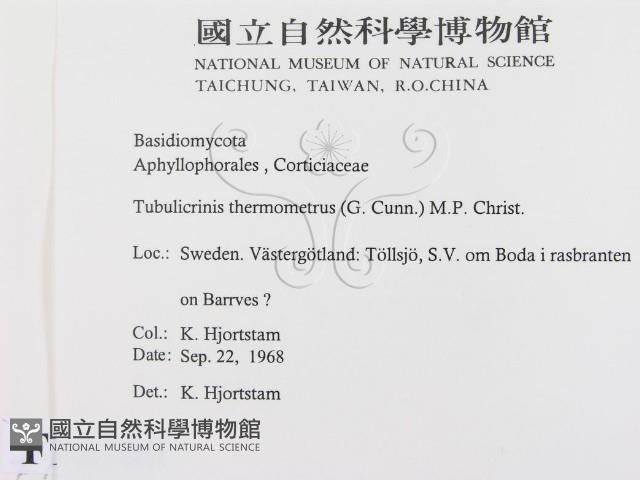 國立自然科學博物館
NATIONAL MUSEUM OF NATURAL SCIENCE
TAICHUNG, TAIWAN, R.O.CHINA
Basidiomycota
Aphyllophorales , Corticiaceae
Tubulicrinis thermometrus (G. Cunn.) M.P. Christ.
Loc.: Sweden. Västergötland: Töllsjö, S.V. om Boda i rasbranten
on Barrves ?
Col.: K. Hjortstam
Date: Sep. 22, 1968
Det.: K. Hjortstam
國立自然科學博物館
NATIONAL MUSEUM OF NATURAL SCIENCE